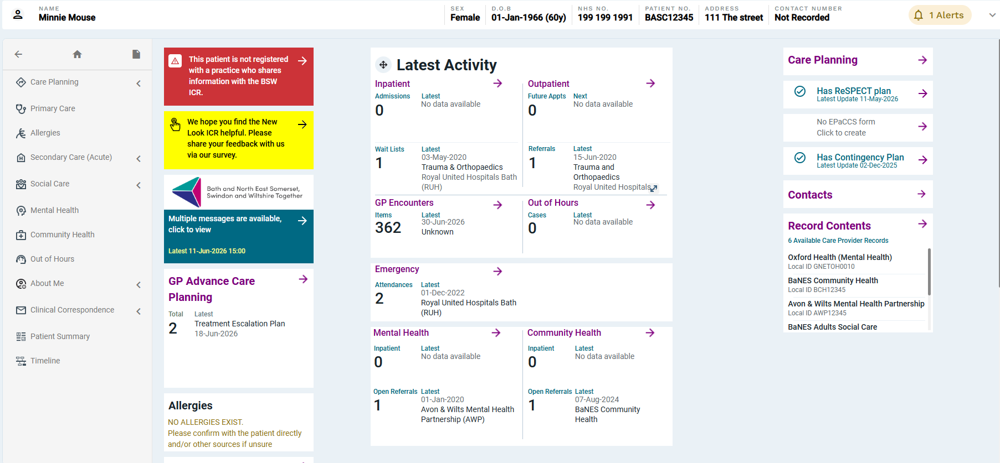 NAME
Minnie Mouse
SEX
Female
D.O.B
01-Jan-1966 (60y)
NHS NO.
199 199 1991
PATIENT NO.
BASC12345
ADDRESS
111 The street
CONTACT NUMBER
Not Recorded
1 Alerts
Care Planning
Primary Care
Allergies
Secondary Care (Acute)
Social Care
Mental Health
Community Health
Out of Hours
About Me
Clinical Correspondence
Patient Summary
Timeline
This patient is not registered
with a practice who shares
information with the BSW
ICR.
We hope you find the New
Look ICR helpful. Please
share your feedback with us
via our survey.
Bath and North East Somerset,
Swindon and Wiltshire Together
Multiple messages are available,
click to view
Latest 11-Jun-2026 15:00
GP Advance Care
Planning
Total
2
Latest
Treatment Escalation Plan
18-Jun-2026
Allergies
NO ALLERGIES EXIST.
Please confirm with the patient directly
and/or other sources if unsure
Latest Activity
Inpatient
Admissions
0
Latest
No data available
Wait Lists
1
Latest
03-May-2020
Trauma & Orthopaedics
Royal United Hospitals Bath
(RUH)
Outpatient
Future Appts
0
Next
No data available
Referrals
1
Latest
15-Jun-2020
Trauma and
Orthopaedics
Royal United Hospitals
GP Encounters
Items
362
Latest
30-Jun-2026
Unknown
Out of Hours
Cases
0
Latest
No data available
Emergency
Attendances
2
Latest
01-Dec-2022
Royal United Hospitals Bath
(RUH)
Mental Health
Inpatient
0
Latest
No data available
Open Referrals
1
Latest
01-Jan-2020
Avon & Wilts Mental Health
Partnership (AWP)
Community Health
Inpatient
0
Latest
No data available
Open Referrals
1
Latest
07-Aug-2024
BaNES Community
Health
Care Planning
Has ReSPECT plan
Latest Update 11-May-2026
No EPaCCS form
Click to create
Has Contingency Plan
Latest Update 02-Dec-2025
Contacts
Record Contents
6 Available Care Provider Records
Oxford Health (Mental Health)
Local ID GNETOH0010
BaNES Community Health
Local ID BCH12345
Avon & Wilts Mental Health Partnership
Local ID AWP12345
BaNES Adults Social Care